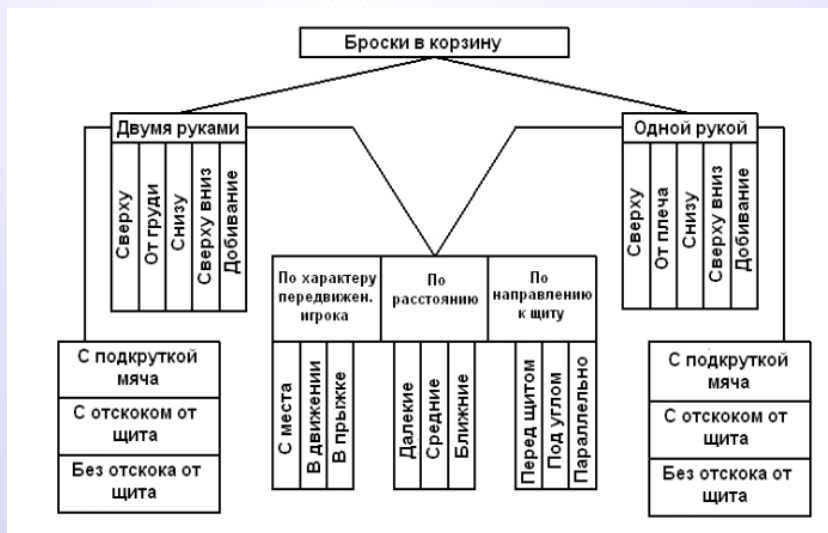 Броски в корзину
Двумя руками
Одной рукой
Сверху
От груди
Снизу
Сверху вниз
Добивание
Сверху
От плеча
Снизу
Сверху вниз
Добивание
По характеру
передвижен.
игрока
По
расстоянию
По
направлению
к щиту
С места
В движении
В прыжке
Далекие
Средние
Ближние
Перед щитом
Под углом
Параллельно
С подкруткой
мяча
С отскоком от
щита
Без отскока от
щита
С подкруткой
мяча
С отскоком от
щита
Без отскока от
щита